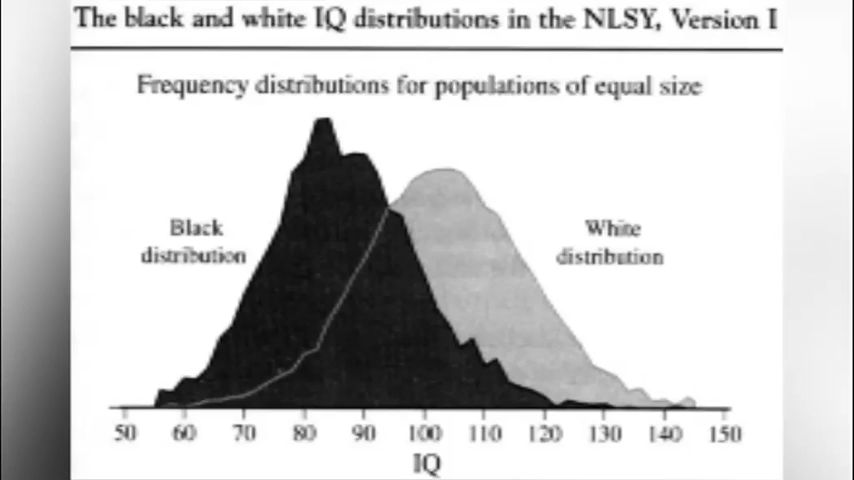 The black and white IQ distributions in the NLSY, Version I
Frequency distributions for populations of equal size
Black
distribution
White
distribution
50 60 70 80 90 100 110 120 130 140 150
IQ